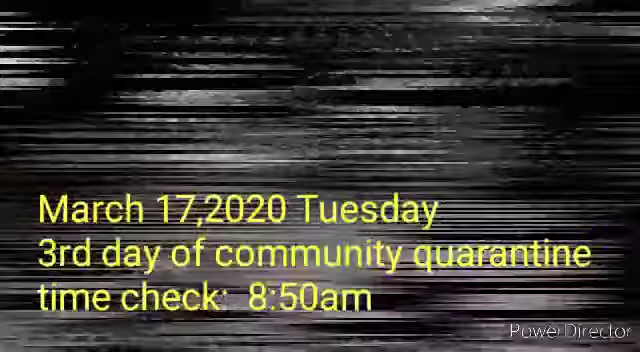 March 17,2020 Tuesday
3rd day of community quarantine
time check:  8:50am
PowerDirector